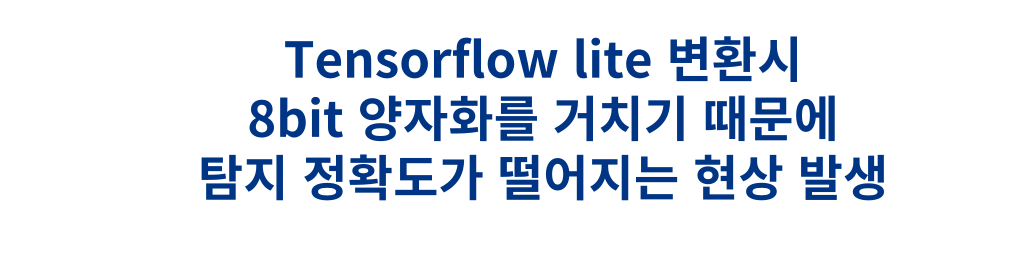 Tensorflow lite 변환시
8bit 양자화를 거치기 때문에
탐지 정확도가 떨어지는 현상 발생